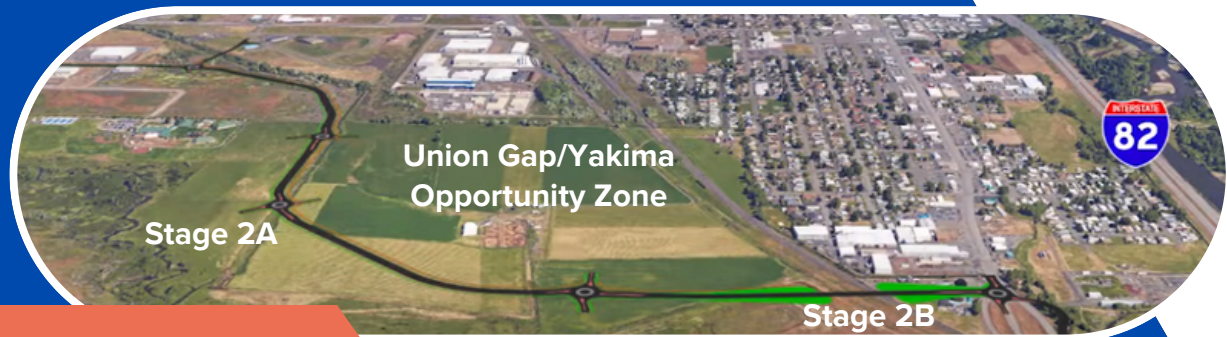 INTERSTATE
82
Union Gap/Yakima
Opportunity Zone
Stage 2A
Stage 2B